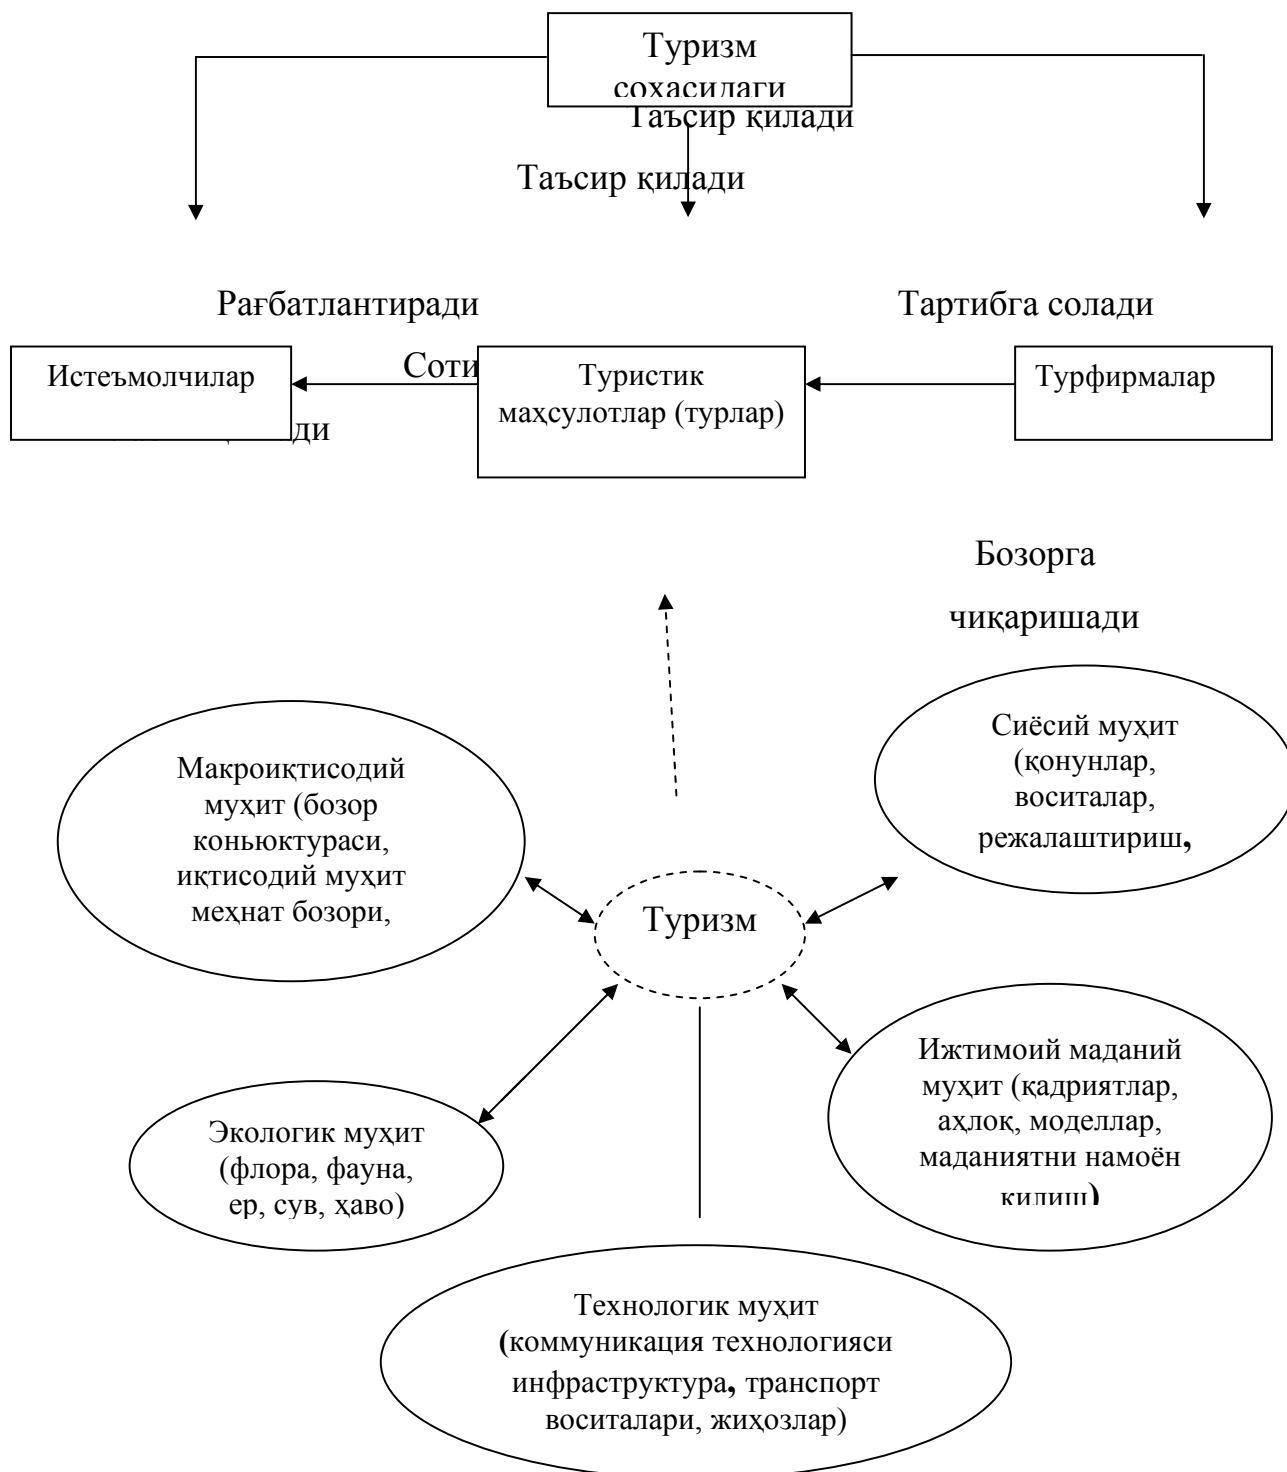 Туризм
соҳасидаги
Таъсир қилади
Таъсир қилади
Рағбатлантиради
Тартибга солади
Истеъмолчилар
Соти
Туристик
маҳсулотлар (турлар)
Турфирмалар
ди
Бозорга
чиқаришади
Сиёсий муҳит
(қонунлар,
воситалар,
режалаштириш,
Макроиқтисодий
муҳит (бозор
коньюктураси,
иқтисодий муҳит
меҳнат бозори,
Туризм
Ижтимоий маданий
муҳит (қадриятлар,
аҳлоқ, моделлар,
маданиятни намоён
қилиш)
Экологик муҳит
(флора, фауна,
ер, сув, ҳаво)
Технологик муҳит
(коммуникация технологияси
инфраструктура, транспорт
воситалари, жиҳозлар)